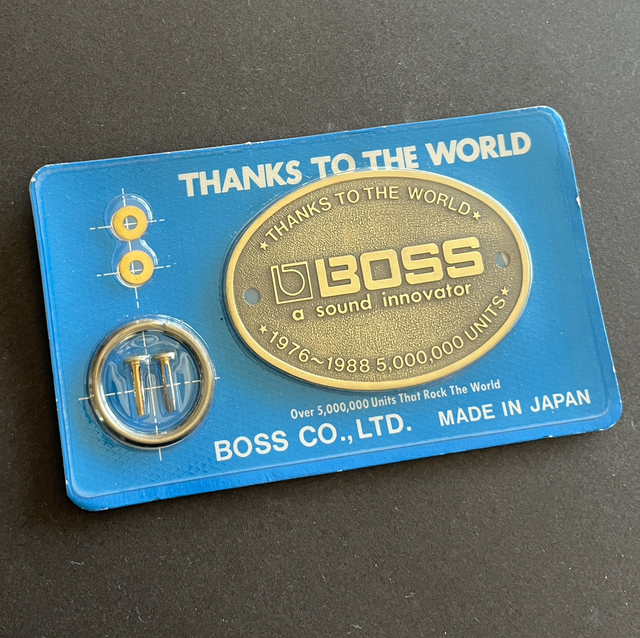 THANKS TO THE WORLD
★THANKS TO THE WORLD★
BOSS
a sound innovator
★1976~1988 5,000,000 UNITS★
Over 5,000,000 Units That Rock The World
BOSS CO., LTD. MADE IN JAPAN